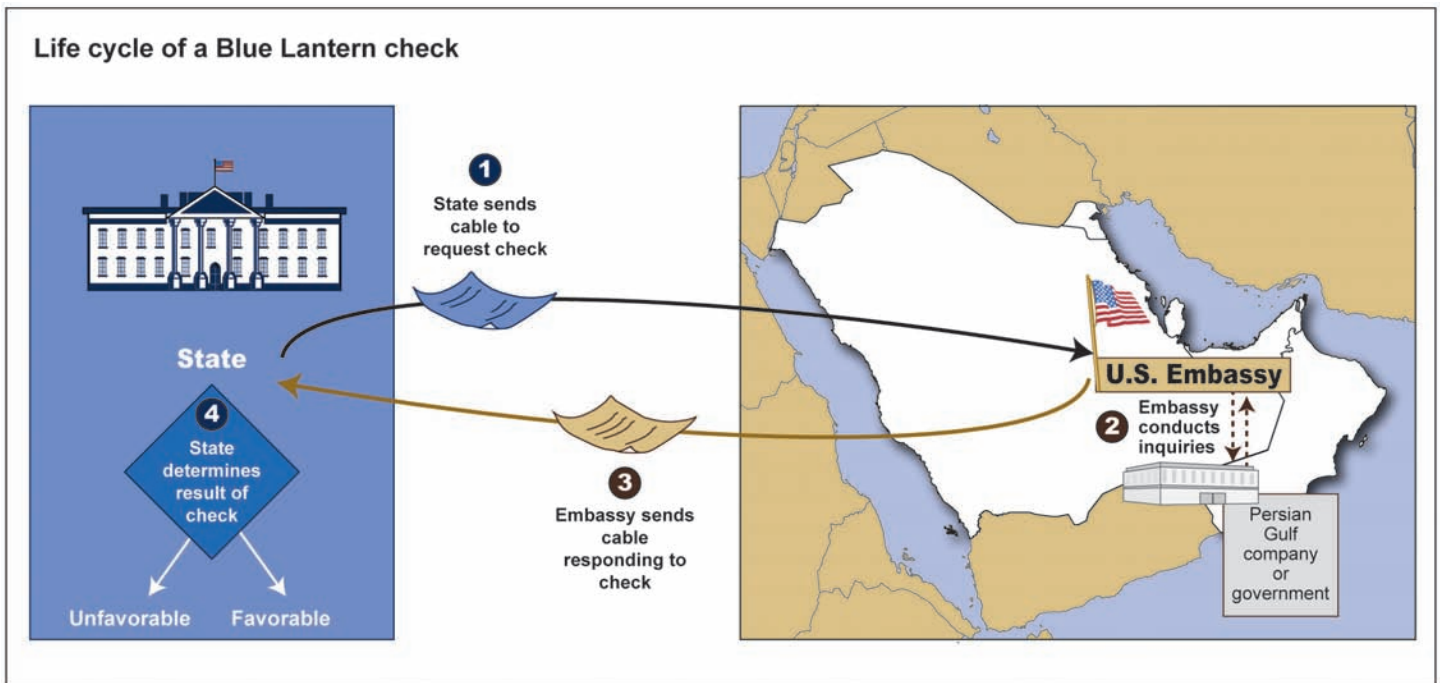 Life cycle of a Blue Lantern check
1
State sends
cable to
request check
State
4
State
determines
result of
check
Unfavorable
Favorable
U.S. Embassy
2
Embassy
conducts
inquiries
Persian
Gulf
company
or
government
3
Embassy sends
cable
responding to
check